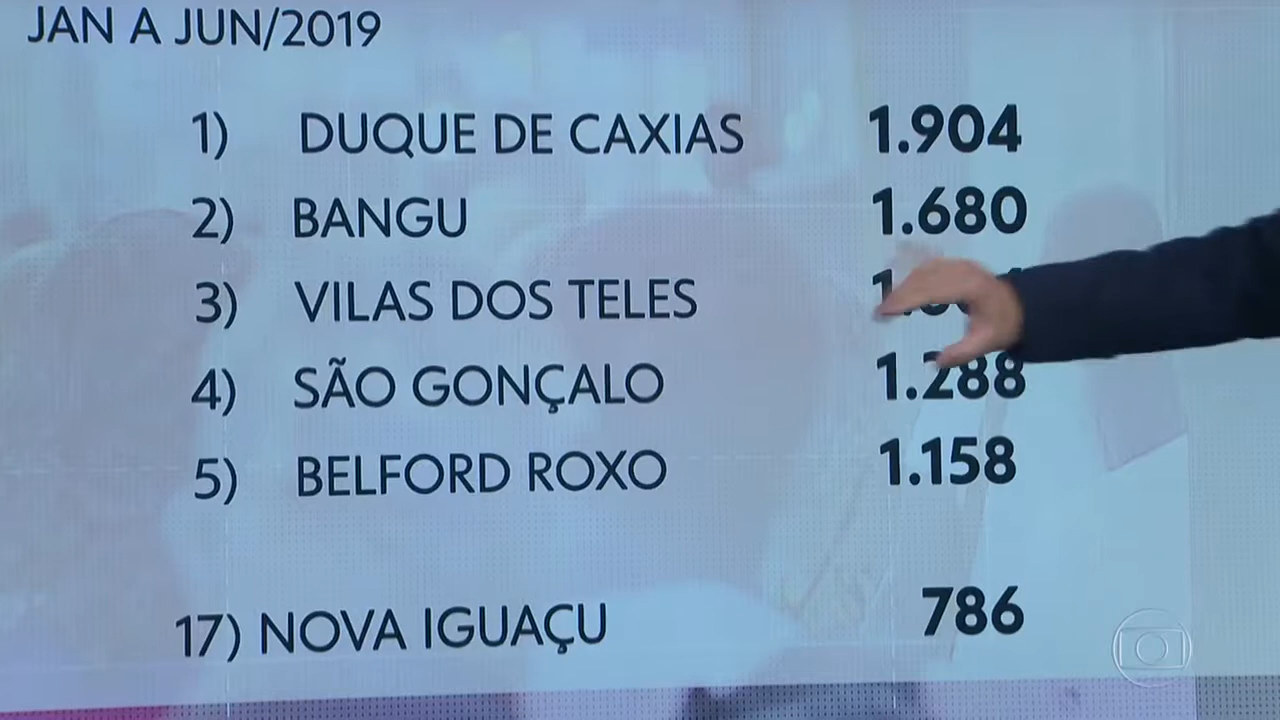 JAN A JUN/2019
1) DUQUE DE CAXIAS 1.904
2) BANGU 1.680
3) VILAS DOS TELES
4) SÃO GONÇALO 1.288
5) BELFORD ROXO 1.158
17) NOVA IGUAÇU 786